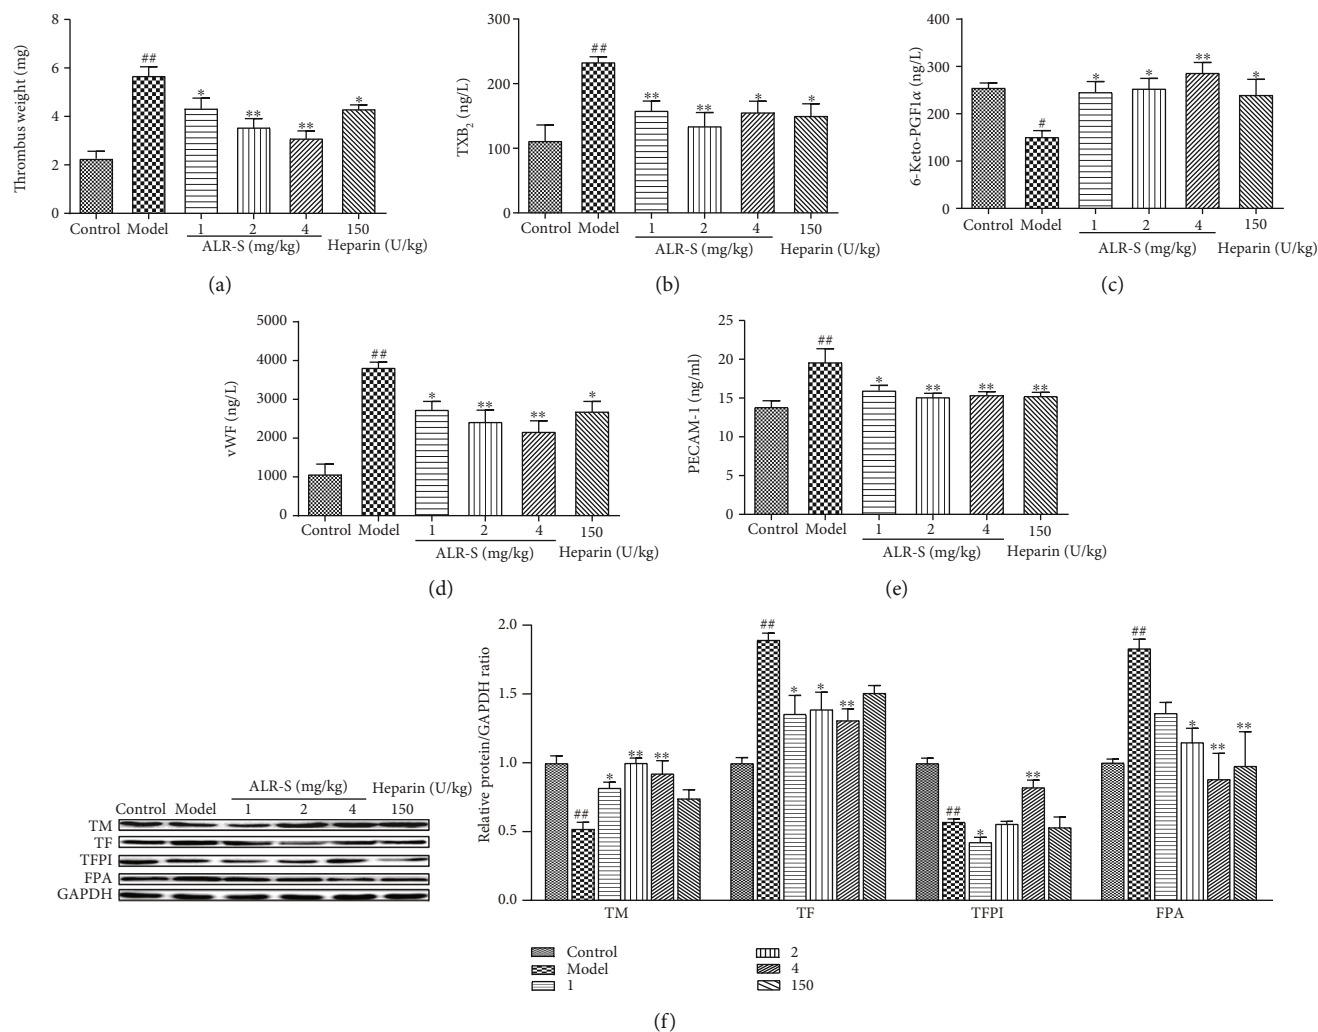 Thrombus weight (mg)
8
6
4
2
0
##
*
**
**
*
Control Model 1 2 4 150
ALR-S (mg/kg) Heparin (U/kg)
(a)
TXB2 (ng/L)
300
200
100
0
##
**
**
*
*
Control Model 1 2 4 150
ALR-S (mg/kg) Heparin (U/kg)
(b)
6-Keto-PGF1α (ng/L)
400
300
200
100
0
#
*
*
**
*
Control Model 1 2 4 150
ALR-S (mg/kg) Heparin (U/kg)
(c)
vWF (ng/L)
5000
4000
3000
2000
1000
0
##
*
**
**
*
Control Model 1 2 4 150
ALR-S (mg/kg) Heparin (U/kg)
(d)
PECAM-1 (ng/ml)
25
20
15
10
5
0
##
*
**
**
**
Control Model 1 2 4 150
ALR-S (mg/kg) Heparin (U/kg)
(e)
ALR-S (mg/kg) Heparin (U/kg)
Control Model 1 2 4 150
TM
TF
TFPI
FPA
GAPDH
Relative protein/GAPDH ratio
2.0
1.5
1.0
0.5
0.0
## * ** **
## * * **
## * **
## * ** **
TM TF TFPI FPA
Control 2
Model 4
1 150
(f)